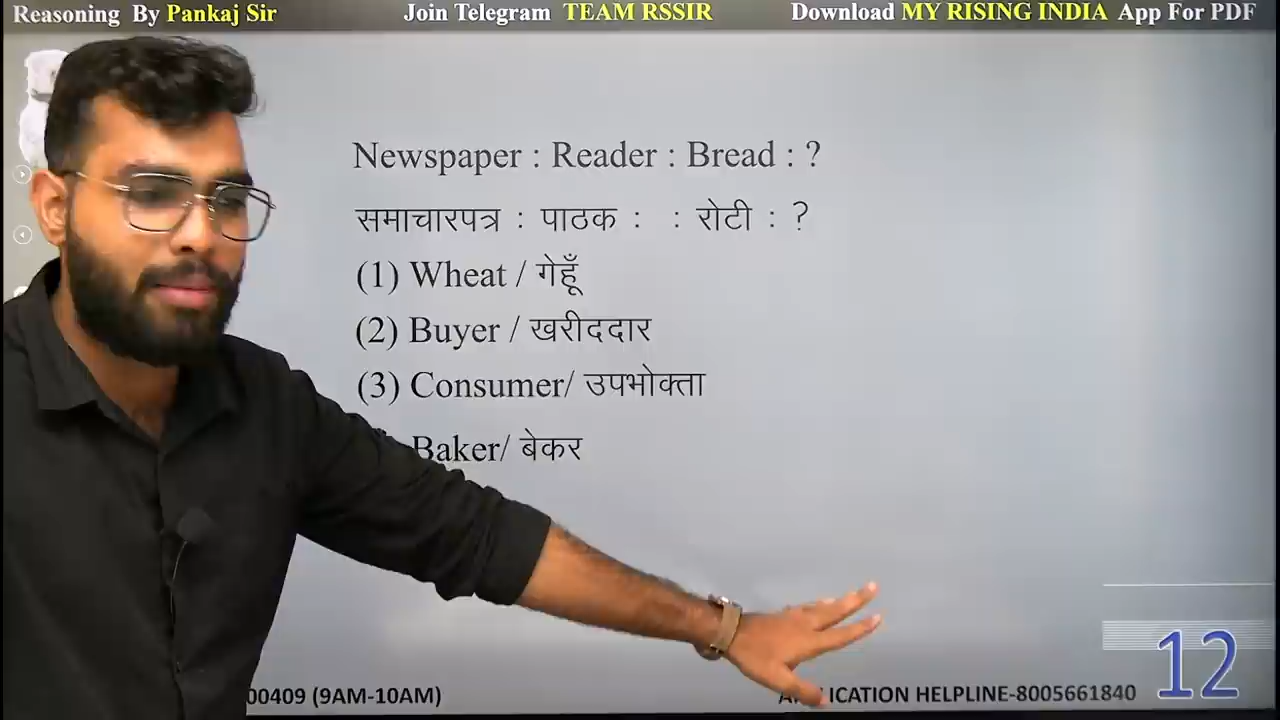 Reasoning By Pankaj Sir Join Telegram TEAM RSSIR Download MY RISING INDIA App For PDF
Newspaper : Reader : Bread : ?
समाचारपत्र : पाठक : : रोटी : ?
(1) Wheat / गेहूँ
(2) Buyer / खरीददार
(3) Consumer/ उपभोक्ता
Baker/ बेकर
12
00409 (9AM-10AM) HELPLINE-8005661840